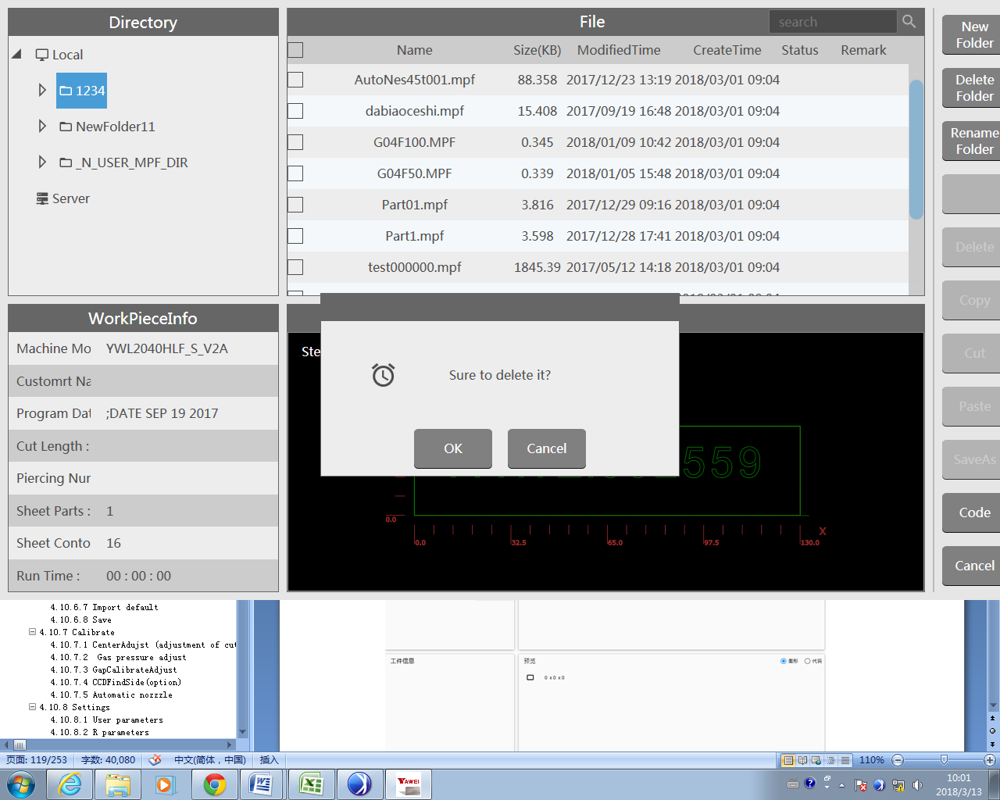 Directory
Local
1234
NewFolder11
_N_USER_MPF_DIR
Server
File
search
Name Size(KB) ModifiedTime CreateTime Status Remark
AutoNes45t001.mpf 88.358 2017/12/23 13:19 2018/03/01 09:04
dabiaoceshi.mpf 15.408 2017/09/19 16:48 2018/03/01 09:04
G04F100.MPF 0.345 2018/01/09 10:42 2018/03/01 09:04
G04F50.MPF 0.339 2018/01/05 15:48 2018/03/01 09:04
Part01.mpf 3.816 2017/12/29 09:16 2018/03/01 09:04
Part1.mpf 3.598 2017/12/28 17:41 2018/03/01 09:04
test000000.mpf 1845.39 2017/05/12 14:18 2018/03/01 09:04
New Folder
Delete Folder
Rename Folder
Delete
Copy
Cut
Paste
SaveAs
Code
Cancel
WorkPieceInfo
Machine Mo YWL2040HLF_S_V2A
Customrt Na
Program Dat ;DATE SEP 19 2017
Cut Length :
Piercing Nur
Sheet Parts : 1
Sheet Conto 16
Run Time : 00 : 00 : 00
Ste
Sure to delete it?
OK Cancel
559
0.0
0.0 32.5 65.0 97.5 130.0
X
4.10.6.7 Import default
4.10.6.8 Save
4.10.7 Calibrate
4.10.7.1 CenterAdujst (adjustment of cut
4.10.7.2 Gas pressure adjust
4.10.7.3 GapCalibrateAdjust
4.10.7.4 CCDFindSide(option)
4.10.7.5 Automatic nozzzle
4.10.8 Settings
4.10.8.1 User parameters
4.10.8.2 R parameters
工件信息
预览
图形 代码
0 x 0 x 0
页面: 119/253 字数: 40,080 中文(简体，中国) 插入
110%
YAWEI
10:01
2018/3/13